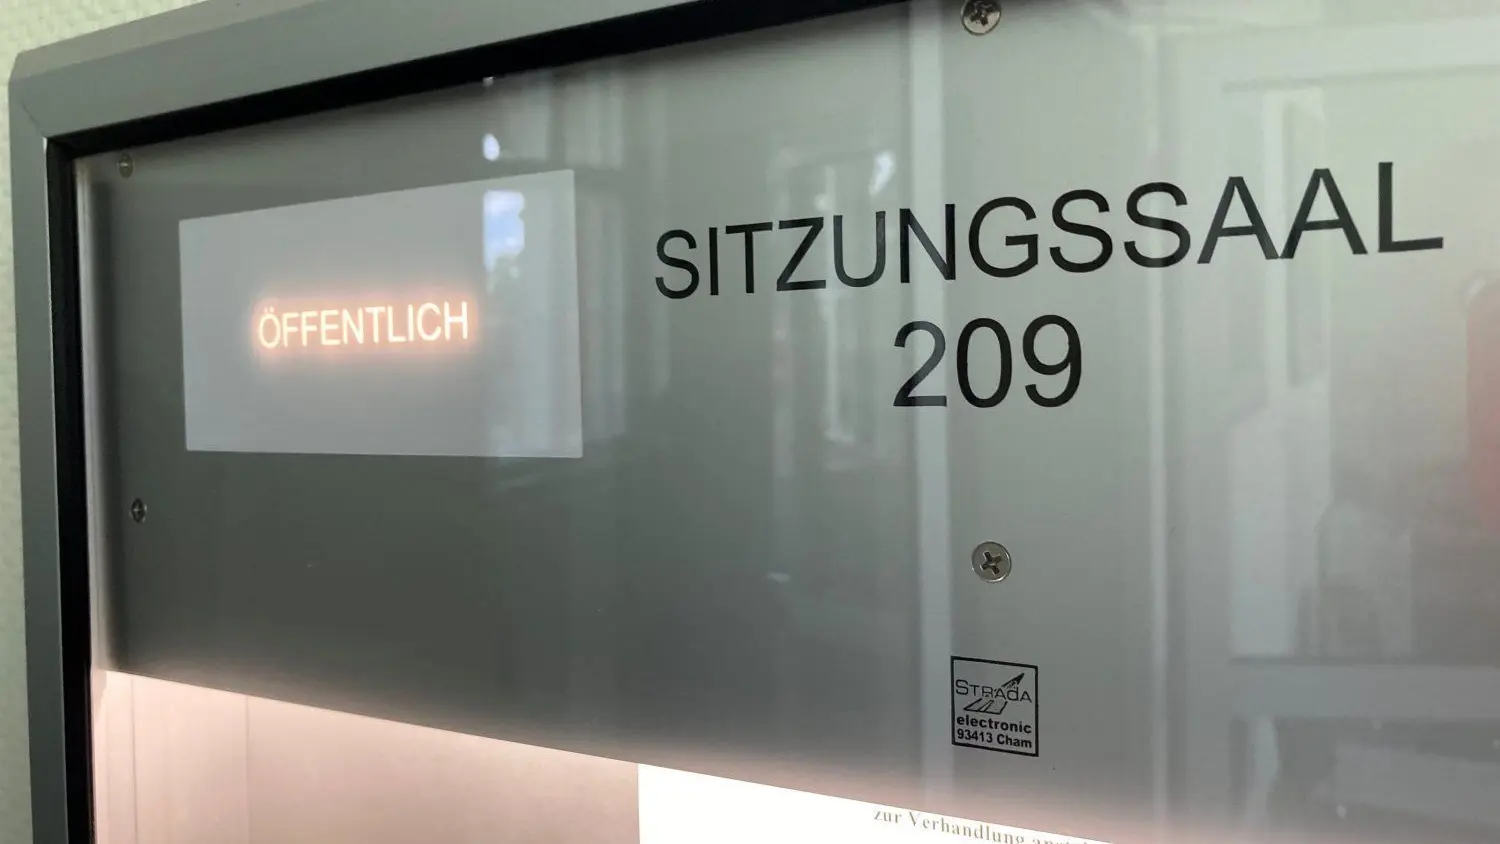 ÖFFENTLICH
SITZUNGSSAAL
209
STRADA
electronic
93413 Cham
zur Verhandlung